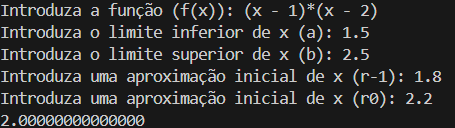 Introduza a função (f(x)): (x - 1)*(x - 2)
Introduza o limite inferior de x (a): 1.5
Introduza o limite superior de x (b): 2.5
Introduza uma aproximação inicial de x (r-1): 1.8
Introduza uma aproximação inicial de x (r0): 2.2
2.00000000000000